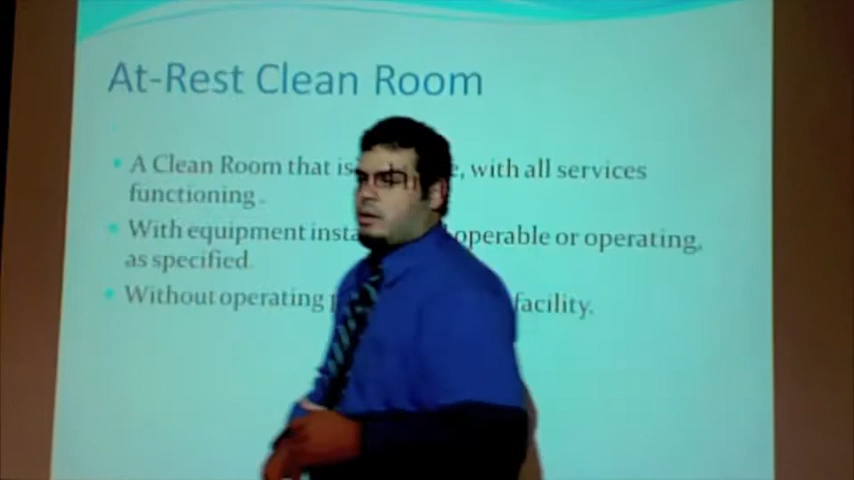 At-Rest Clean Room
• A Clean Room that is , with all services
functioning.
• With equipment operable or operating,
as specified.
• Without operating facility.